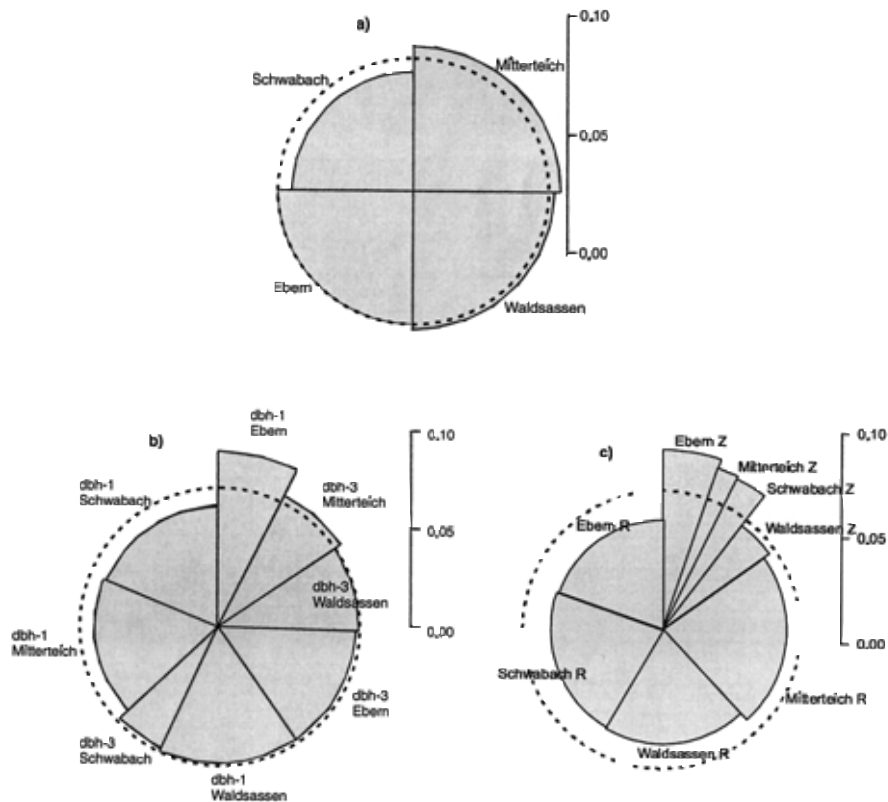 a)
0.10
Schwabach
Mitterteich
0.05
0.00
Ebern
Waldsassen
b)
dbh-1
Ebern
0.10
dbh-1
Schwabach
dbh-3
Mitterteich
0.05
dbh-3
Waldsassen
0.00
dbh-1
Mitterteich
dbh-3
Ebern
dbh-3
Schwabach
dbh-1
Waldsassen
c)
Ebern Z
0.10
Mitterteich Z
Schwabach Z
Ebern R
Waldsassen Z
0.05
0.00
Schwabach R
Mitterteich R
Waldsassen R